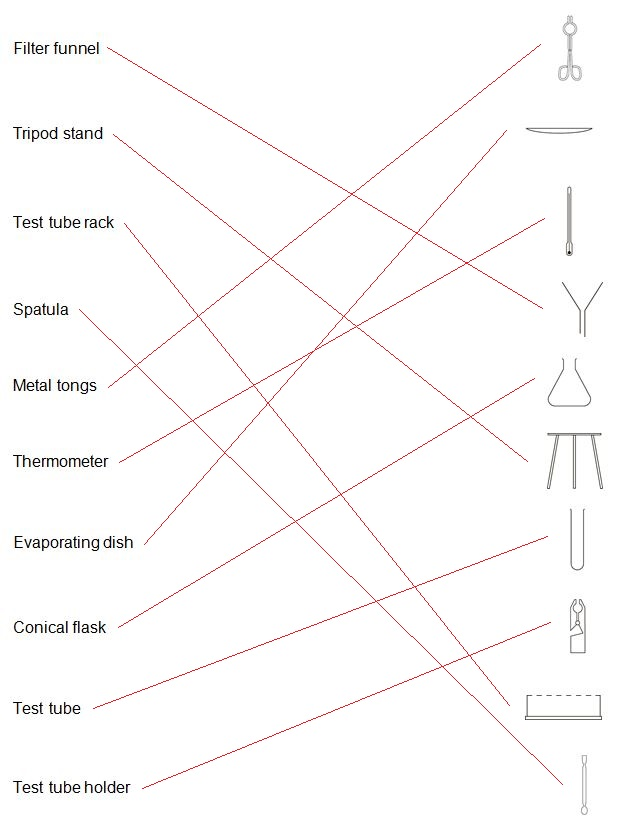 Filter funnel
Tripod stand
Test tube rack
Spatula
Metal tongs
Thermometer
Evaporating dish
Conical flask
Test tube
Test tube holder